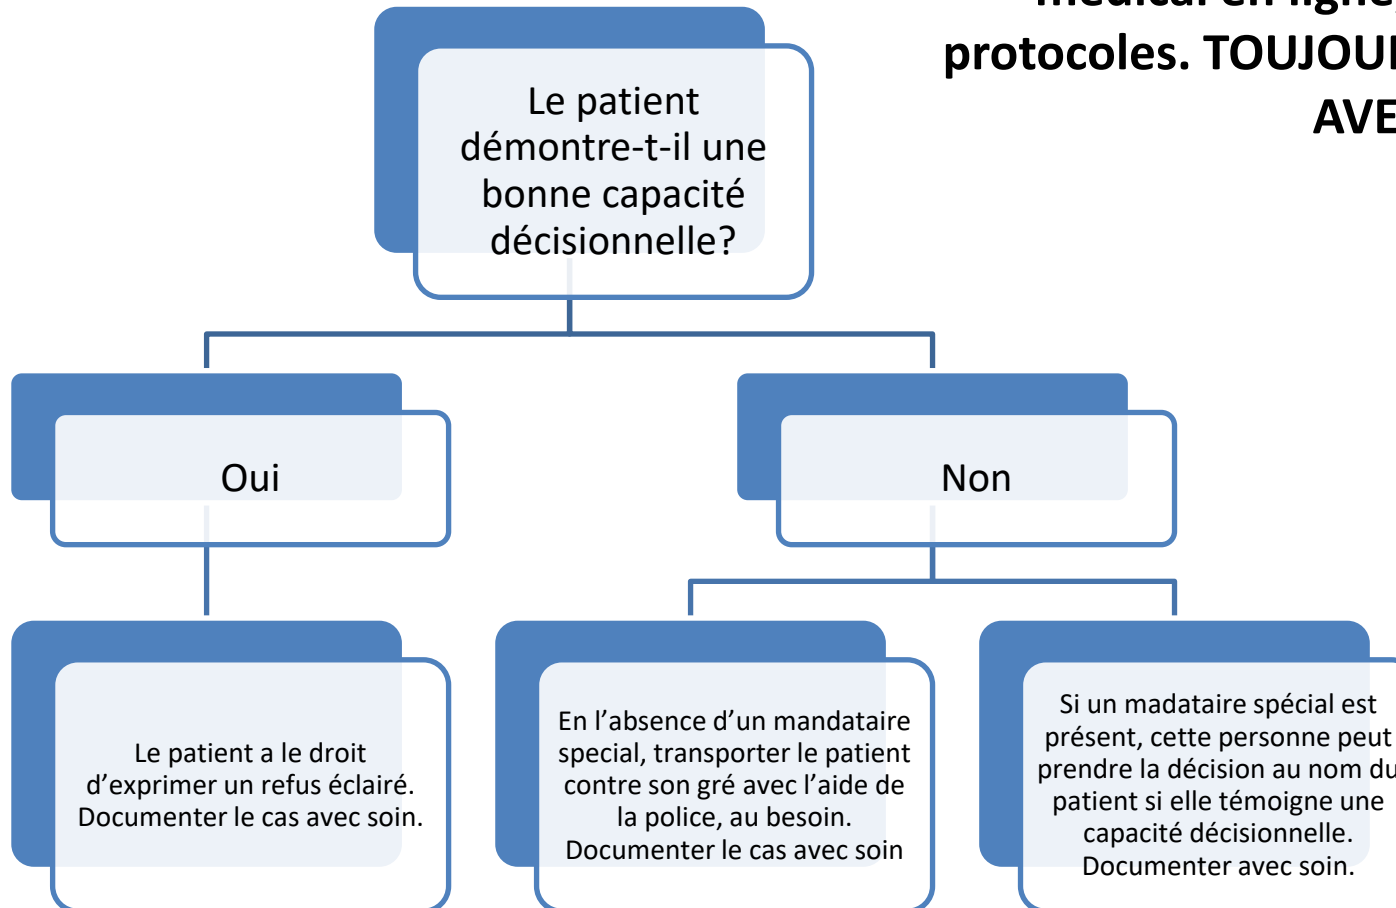 médical en ligne,
protocoles. TOUJOU
AVE
Le patient
démontre-t-il une
bonne capacité
décisionnelle?
Oui
Non
Le patient a le droit
d’exprimer un refus éclairé.
Documenter le cas avec soin.
En l’absence d’un mandataire
special, transporter le patient
contre son gré avec l’aide de
la police, au besoin.
Documenter le cas avec soin
Si un madataire spécial est
présent, cette personne peut
prendre la décision au nom du
patient si elle témoigne une
capacité décisionnelle.
Documenter avec soin.